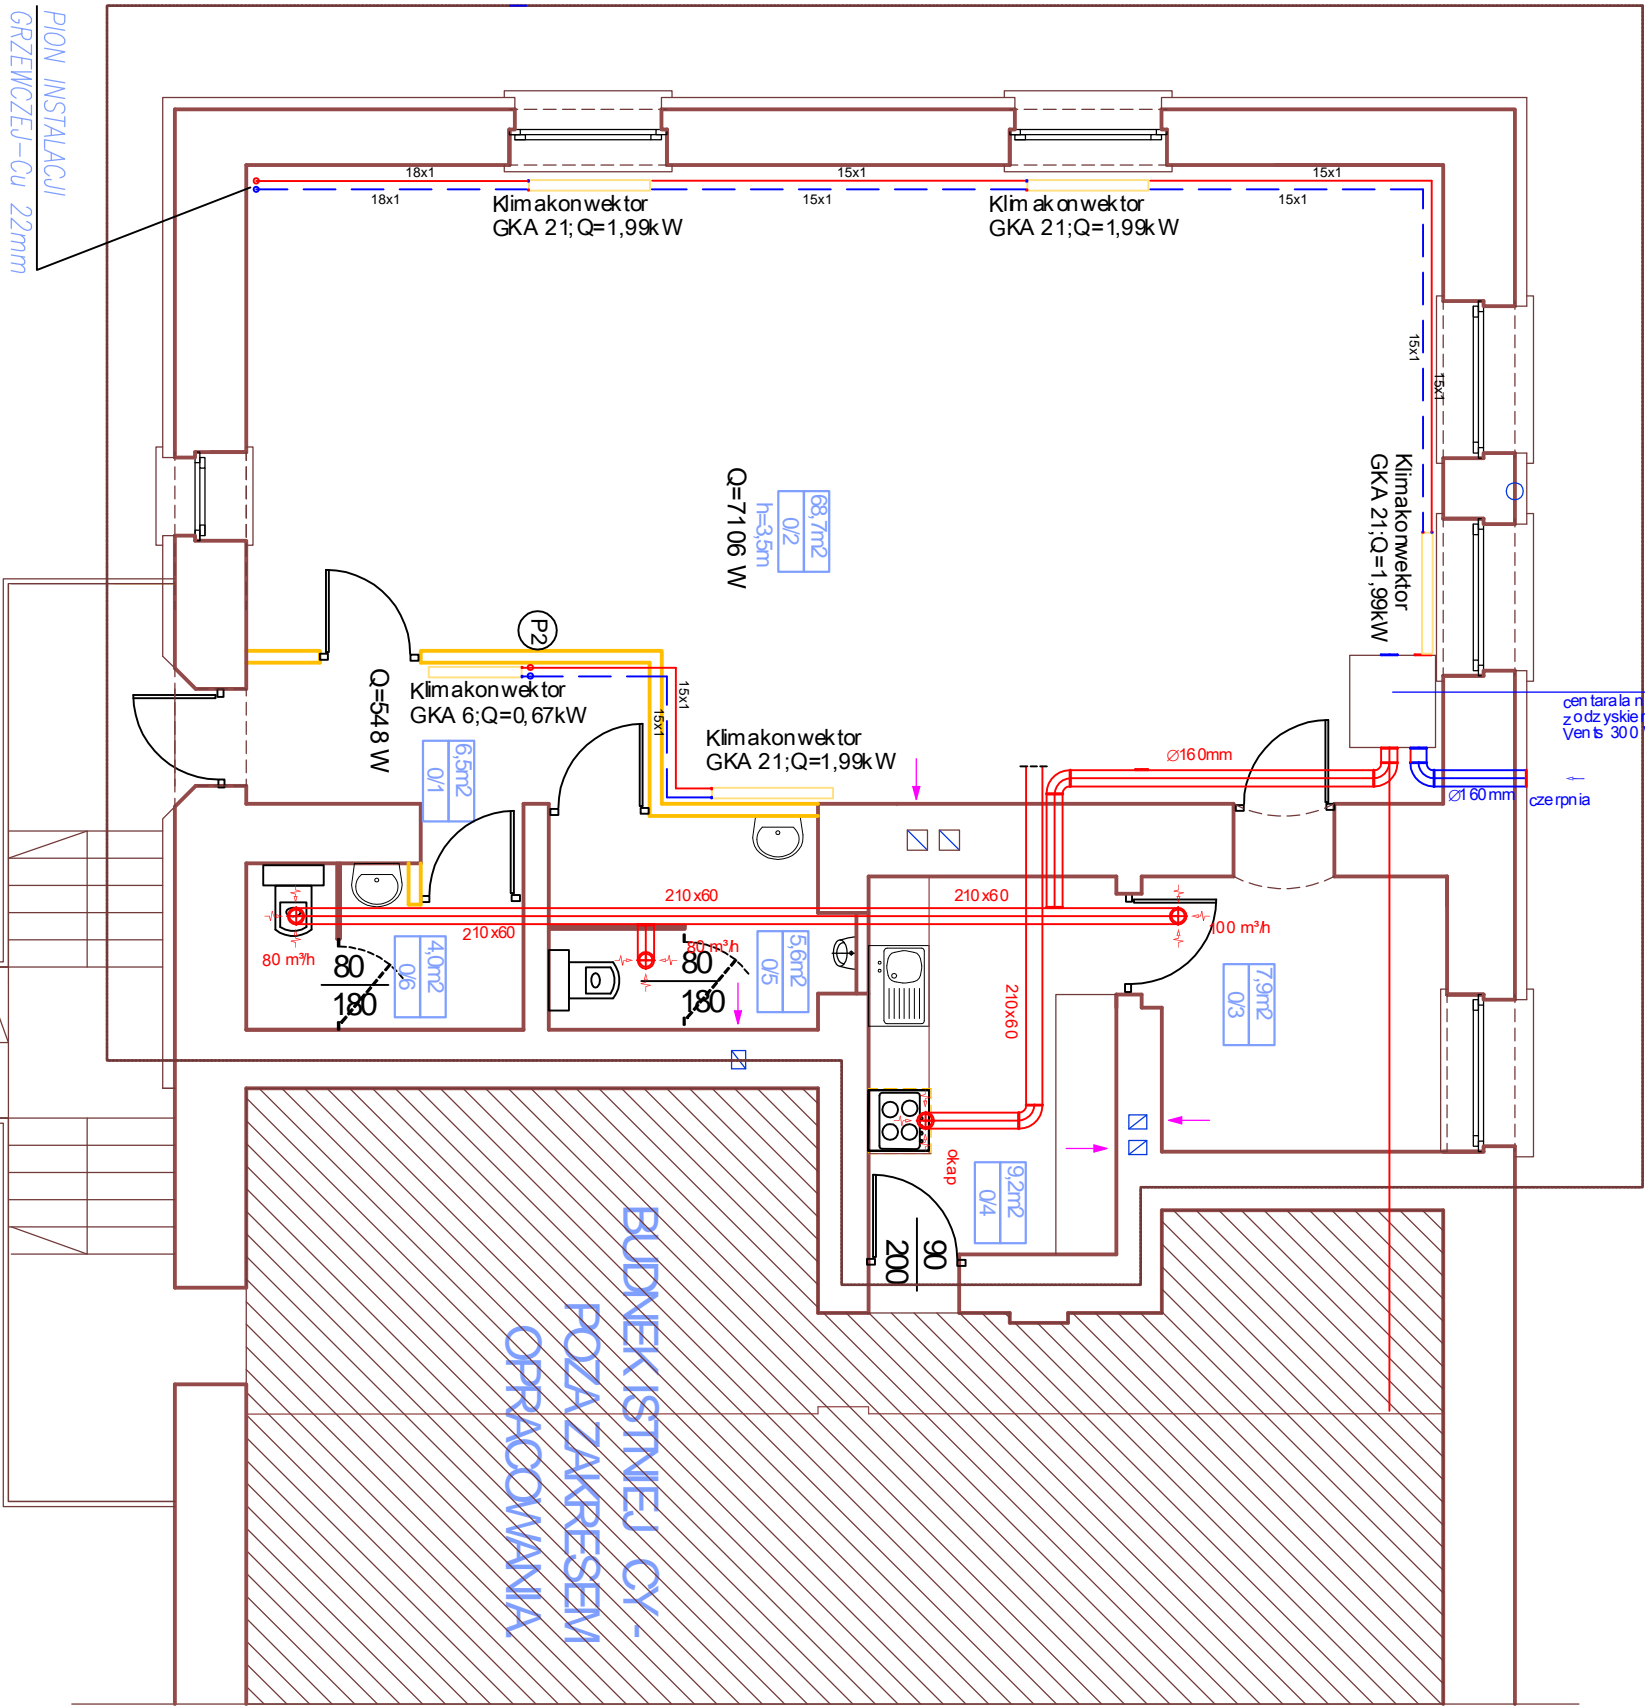 PION INSTALACJI
GRZEWCZEJ-Cu 22mm
18x1
18x1
Klimakonwektor
GKA 21; Q=1,99kW
15x1
15x1
Klimakonwektor
GKA 21;Q=1,99kW
15x1
15x1
15x1
15x1
Klimakonwektor
GKA 21;Q=1,99kW
68,7m2
0/2
h=3,5m
Q=7106 W
P2
Q=548 W
Klimakonwektor
GKA 6;Q=0,67kW
15x1
15x1
6,5m2
0/1
Klimakonwektor
GKA 21;Q=1,99kW
Ø160mm
Ø160mm
czerpnia
z odzyskie
Vents 300
210x60
210x60
210x60
80 m³/h
80 m³/h
100 m³/h
80
180
4,0m2
0/6
80
180
5,6m2
0/5
210x60
7,9m2
0/3
okap
9,2m2
0/4
90
200
BUDYNEK ISTNIEJĄCY -
POZA ZAKRESEM
OPRACOWANIA